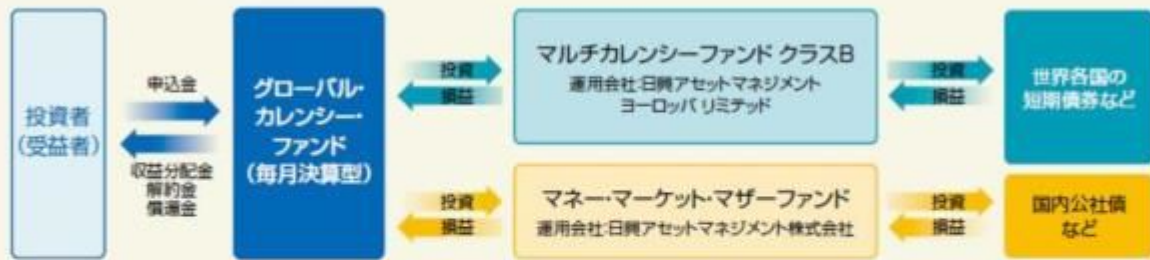 投資者
(受益者)
申込金
収益分配金
解約金
償還金
グローバル・
カレンシー・
ファンド
(毎月決算型)
投資
損益
マルチカレンシーファンド クラスB
運用会社:日興アセットマネジメント
ヨーロッパ リミテッド
投資
損益
世界各国の
短期債券など
投資
損益
マネー・マーケット・マザーファンド
運用会社:日興アセットマネジメント株式会社
投資
損益
国内公社債
など